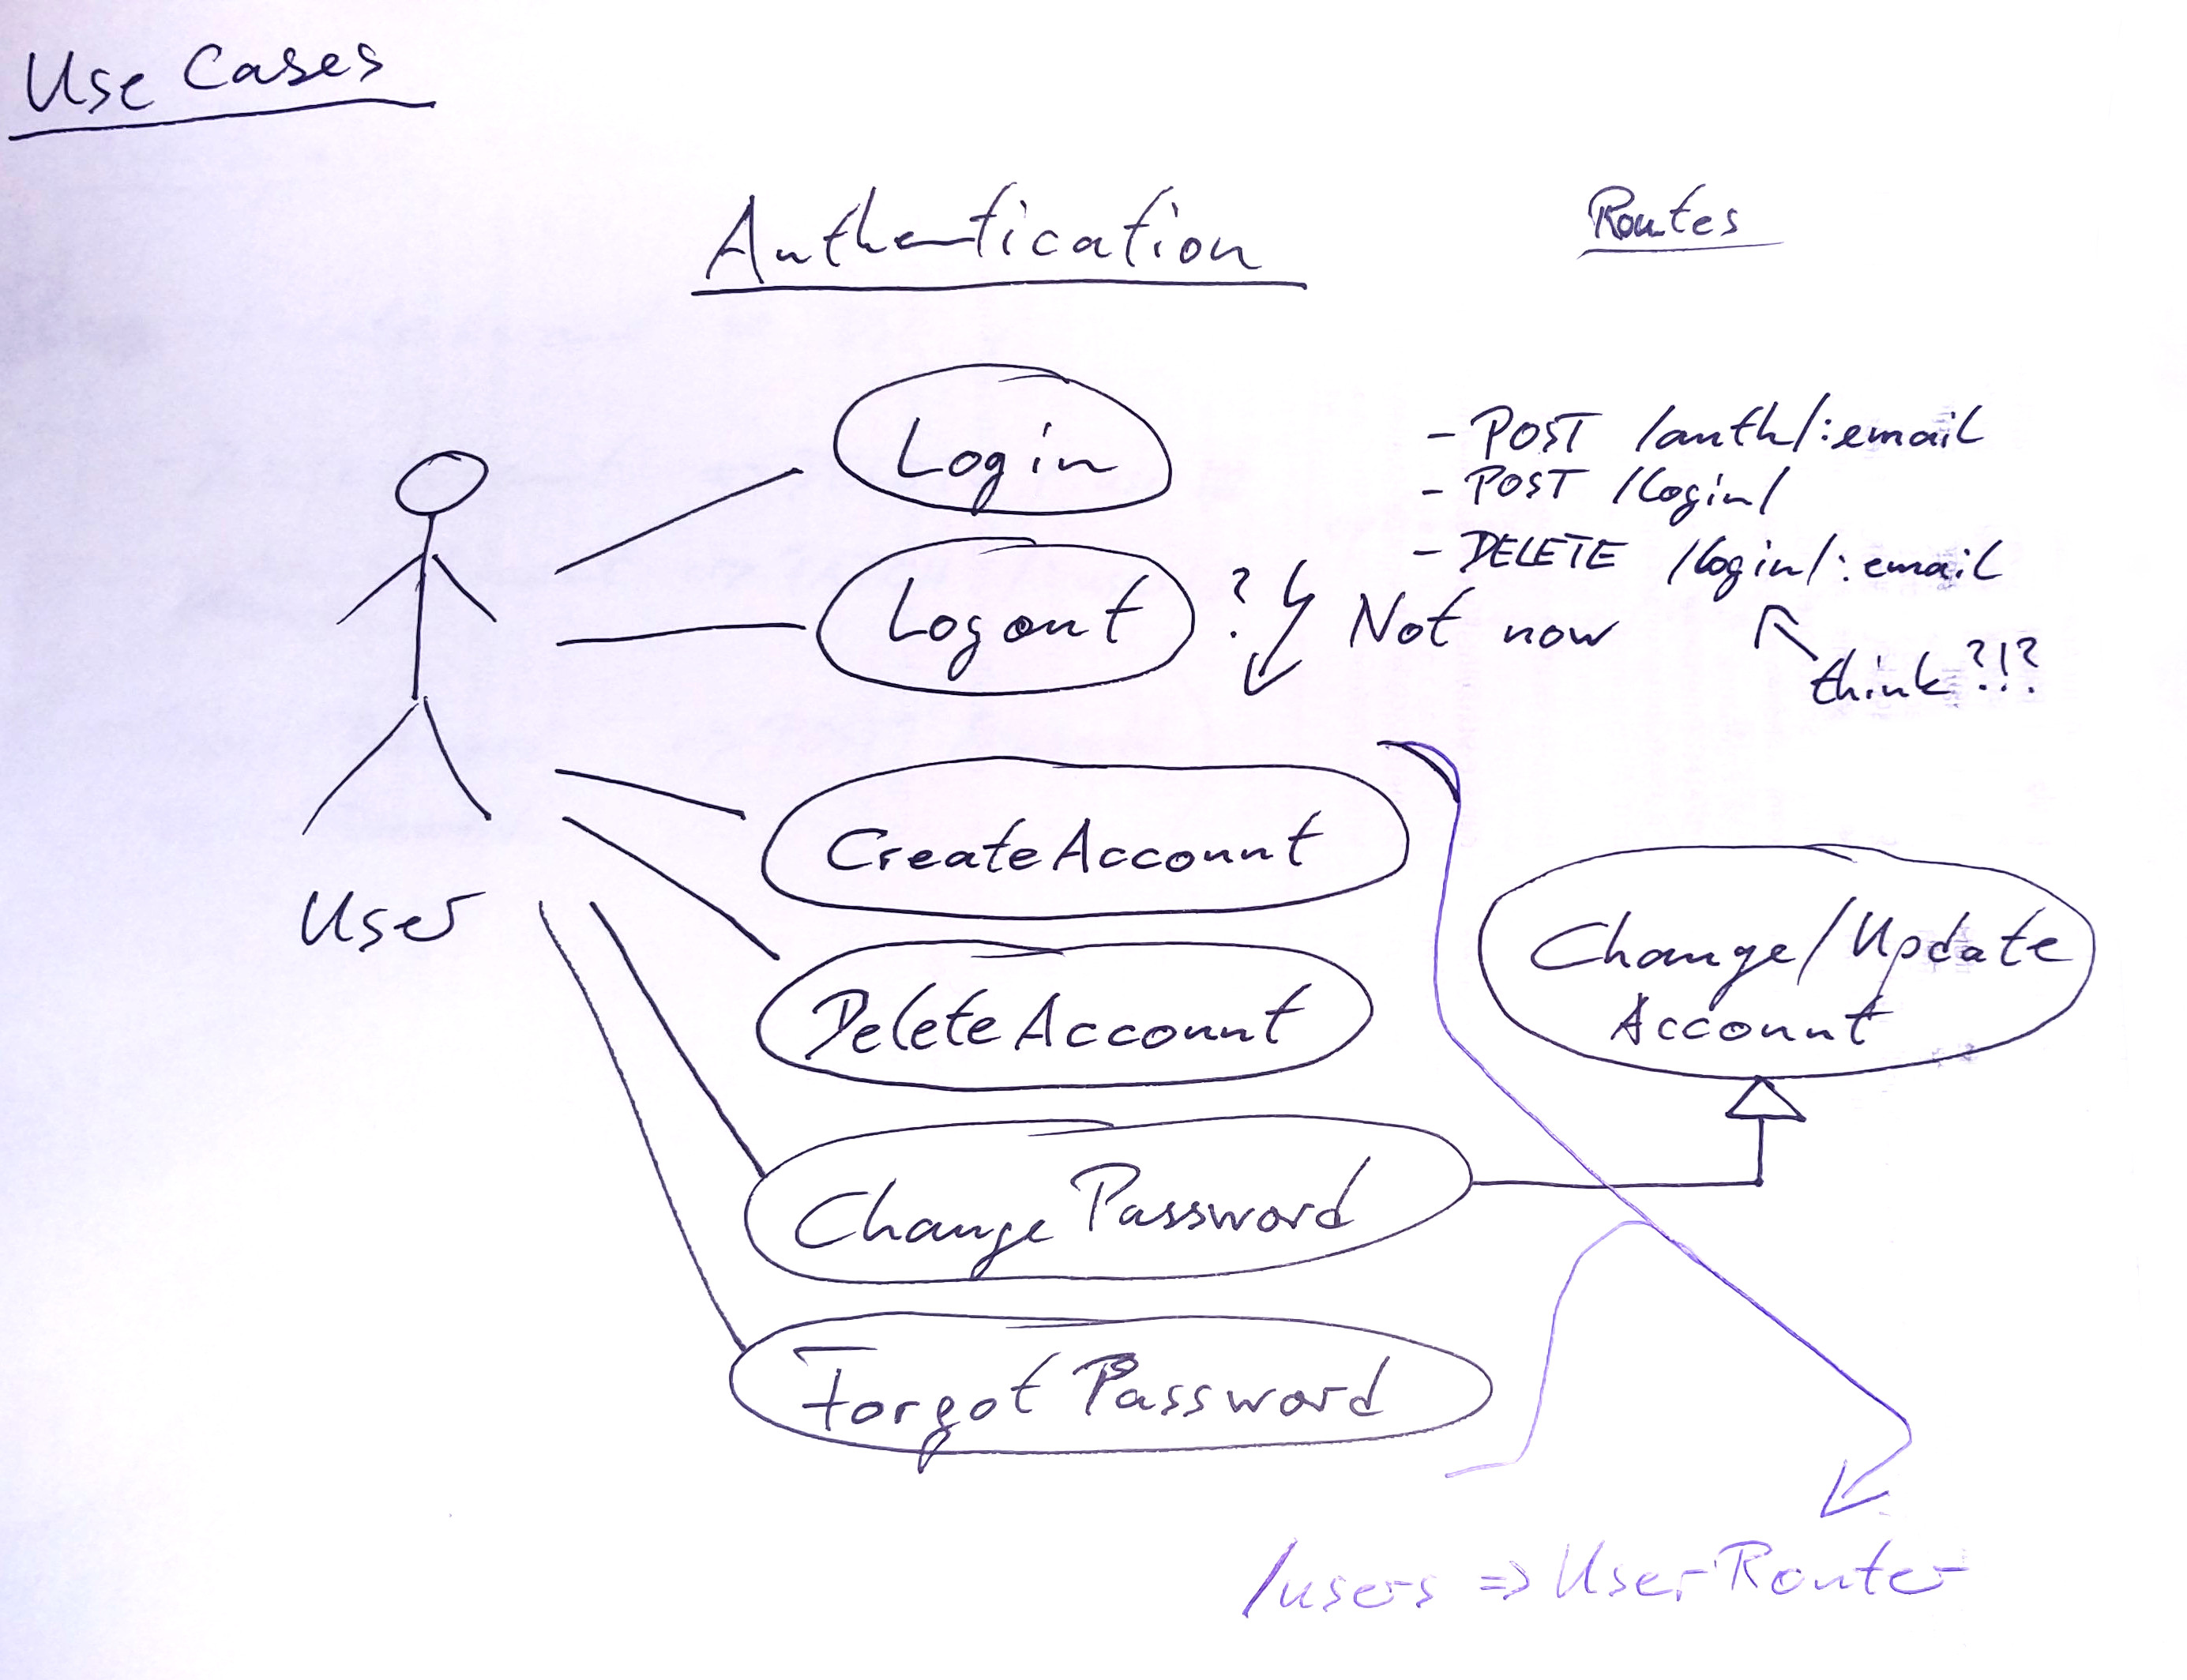 Use Cases
Authentication
Routes
Login
- POST /auth/:email
- POST /login/
- DELETE /login/:email
Logout
? Not now
think?!?
Create Account
User
Change/Update
Account
Delete Account
Change Password
Forgot Password
/users => UserRouter